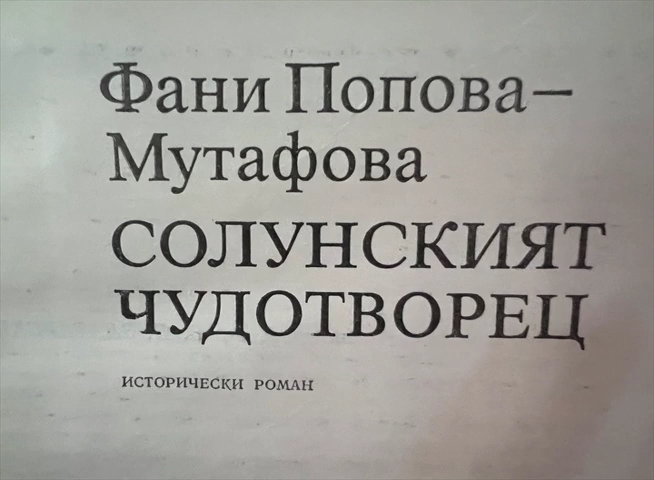 Фани Попова–
Мутафова
СОЛУНСКИЯТ
ЧУДОТВОРЕЦ
ИСТОРИЧЕСКИ РОМАН